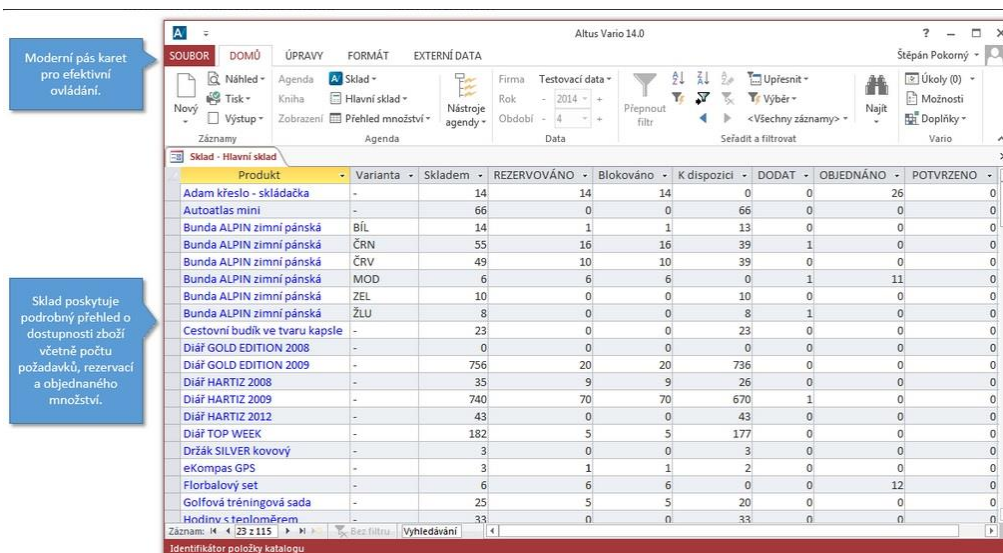 Altus Vario 14.0
SOUBOR DOMŮ ÚPRAVY FORMÁT EXTERNÍ DATA Štěpán Pokorný
Moderní pás karet
pro efektivní
ovládání.
Nový
Náhled
Tisk
Výstup
Záznamy
Agenda Sklad
Kniha Hlavní sklad
Zobrazení Přehled množství
Nástroje
agendy
Agenda
Firma Testovací data
Rok - 2014 +
Období - 4 +
Data
Přepnout
filtr
Upřesnit
Výběr
<Všechny záznamy>
Seřadit a filtrovat
Najít
Úkoly (0)
Možnosti
Doplňky
Vario
Sklad - Hlavní sklad
Produkt Varianta Skladem REZERVOVÁNO Blokováno K dispozici DODAT OBJEDNÁNO POTVRZENO
Adam křeslo - skládačka - 14 14 14 0 0 26 0
Autoatlas mini - 66 0 0 66 0 0 0
Bunda ALPIN zimní pánská BÍL 14 1 1 13 0 0 0
Bunda ALPIN zimní pánská ČRN 55 16 16 39 1 0 0
Bunda ALPIN zimní pánská ČRV 49 10 10 39 0 0 0
Bunda ALPIN zimní pánská MOD 6 6 6 0 1 11 0
Bunda ALPIN zimní pánská ZEL 10 0 0 10 0 0 0
Bunda ALPIN zimní pánská ŽLU 8 0 0 8 1 0 0
Cestovní budík ve tvaru kapsle - 23 0 0 23 0 0 0
Diář GOLD EDITION 2008 - 0 0 0 0 0 0 0
Diář GOLD EDITION 2009 - 756 20 20 736 0 0 0
Diář HARTIZ 2008 - 35 9 9 26 0 0 0
Diář HARTIZ 2009 - 740 70 70 670 1 0 0
Diář HARTIZ 2012 - 43 0 0 43 0 0 0
Diář TOP WEEK - 182 5 5 177 0 0 0
Držák SILVER kovový - 3 0 0 3 0 0 0
eKompas GPS - 3 1 1 2 0 0 0
Florbalový set - 6 6 6 0 0 12 0
Golfová tréningová sada - 25 5 5 20 0 0 0
Hodiny s teploměrem - 33 0 0 33 0 0 0
Sklad poskytuje
podrobný přehled o
dostupnosti zboží
včetně počtu
požadavků, rezervací
a objednaného
množství.
Záznam: 23 z 115 Bez filtru Vyhledávání
Identifikátor položky katalogu